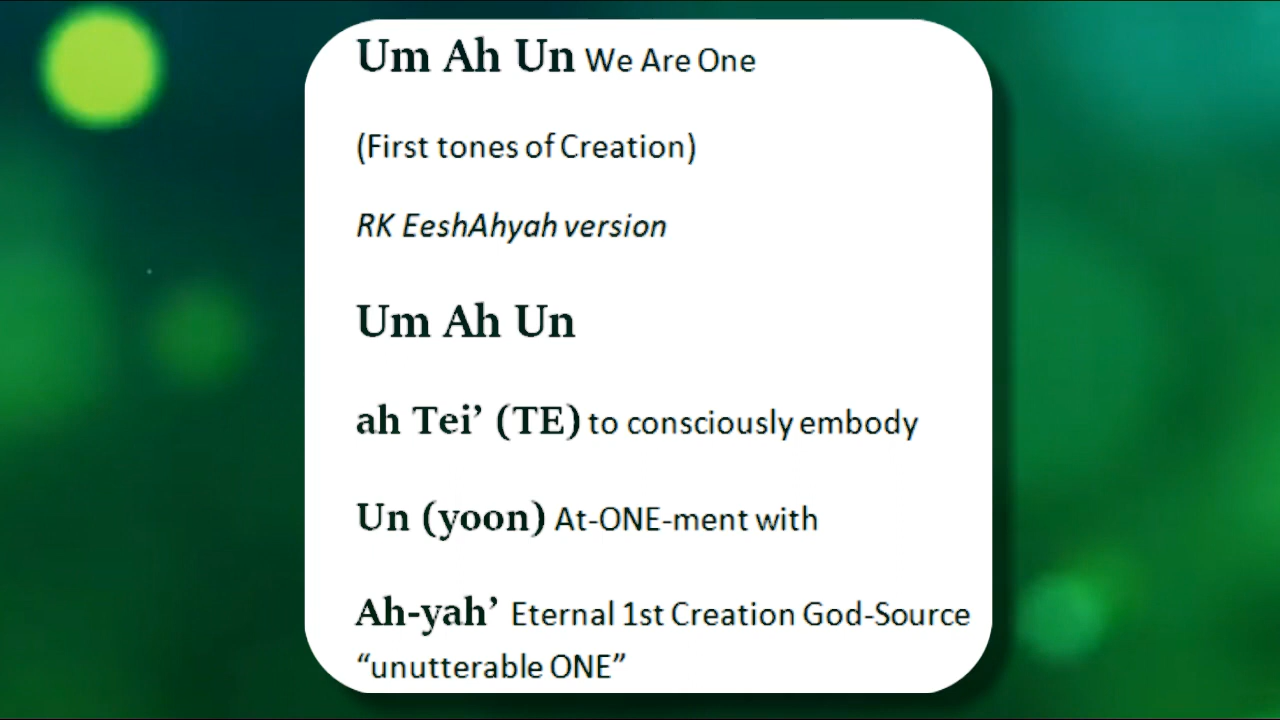 Um Ah Un We Are One
(First tones of Creation)
RK EeshAhyah version
Um Ah Un
ah Tei’ (TE) to consciously embody
Un (yoon) At-ONE-ment with
Ah-yah’ Eternal 1st Creation God-Source
“unutterable ONE”